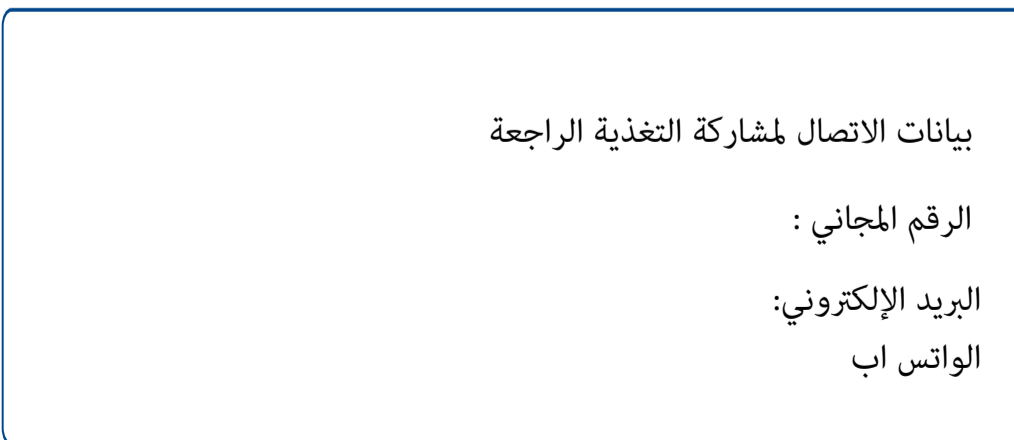 بيانات الاتصال لمشاركة التغذية الراجعة
الرقم المجاني :
البريد الإلكتروني:
الواتس اب